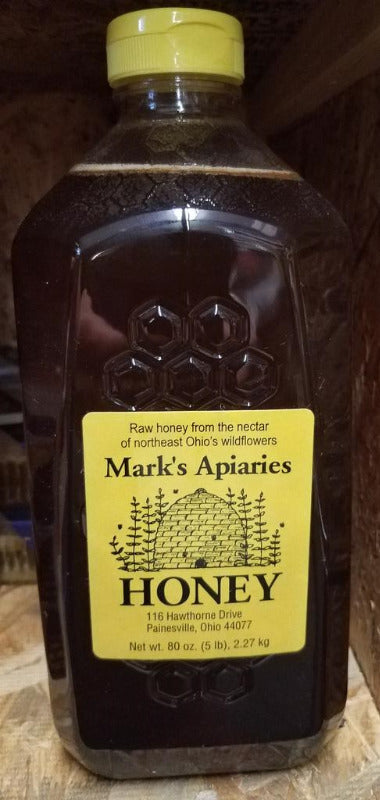 Raw honey from the nectar
of northeast Ohio's wildflowers
Mark's Apiaries
HONEY
116 Hawthorne Drive
Painesville, Ohio 44077
Net wt. 80 oz. (5 lb), 2.27 kg